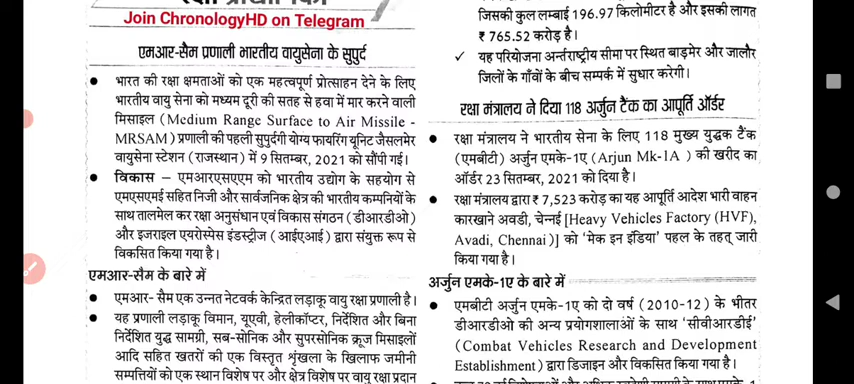 रक्षा प्रौद्योगिकी
Join ChronologyHD on Telegram
एमआर-सैम प्रणाली भारतीय वायुसेना के सुपुर्द
भारत की रक्षा क्षमताओं को एक महत्वपूर्ण प्रोत्साहन देने के लिए
भारतीय वायु सेना को मध्यम दूरी की सतह से हवा में मार करने वाली
मिसाइल (Medium Range Surface to Air Missile -
MRSAM) प्रणाली की पहली सुपुर्दगी योग्य फायरिंग यूनिट जैसलमेर
वायुसेना स्टेशन (राजस्थान) में 9 सितम्बर, 2021 को सौंपी गई।
विकास – एमआरएसएएम को भारतीय उद्योग के सहयोग से
एमएसएमई सहित निजी और सार्वजनिक क्षेत्र की भारतीय कम्पनियों के
साथ तालमेल कर रक्षा अनुसंधान एवं विकास संगठन (डीआरडीओ)
और इजराइल एयरोस्पेस इंडस्ट्रीज (आईएआई) द्वारा संयुक्त रूप से
विकसित किया गया है।
एमआर-सैम के बारे में
एमआर- सैम एक उन्नत नेटवर्क केन्द्रित लड़ाकू वायु रक्षा प्रणाली है।
यह प्रणाली लड़ाकू विमान, यूएवी, हेलीकॉप्टर, निर्देशित और बिना
निर्देशित युद्ध सामग्री, सब-सोनिक और सुपरसोनिक क्रूज मिसाइलों
आदि सहित खतरों की एक विस्तृत शृंखला के खिलाफ जमीनी
सम्पत्तियों को एक स्थान विशेष पर और क्षेत्र विशेष पर वायु रक्षा प्रदान
जिसकी कुल लम्बाई 196.97 किलोमीटर है और इसकी लागत
₹ 765.52 करोड़ है।
✓ यह परियोजना अर्न्तराष्ट्रीय सीमा पर स्थित बाड़मेर और जालौर
जिलों के गाँवों के बीच सम्पर्क में सुधार करेगी।
रक्षा मंत्रालय ने दिया 118 अर्जुन टैंक का आपूर्ति ऑर्डर
रक्षा मंत्रालय ने भारतीय सेना के लिए 118 मुख्य युद्धक टैंक
(एमबीटी) अर्जुन एमके-1ए (Arjun Mk-1A) की खरीद का
ऑर्डर 23 सितम्बर, 2021 को दिया है।
रक्षा मंत्रालय द्वारा ₹ 7,523 करोड़ का यह आपूर्ति आदेश भारी वाहन
कारखाने अवडी, चेन्नई [Heavy Vehicles Factory (HVF),
Avadi, Chennai)] को 'मेक इन इंडिया' पहल के तहत् जारी
किया गया है।
अर्जुन एमके-1ए के बारे में
एमबीटी अर्जुन एमके-1ए को दो वर्ष (2010-12) के भीतर
डीआरडीओ की अन्य प्रयोगशालाओं के साथ 'सीवीआरडीई'
(Combat Vehicles Research and Development
Establishment) द्वारा डिजाइन और विकसित किया गया है।